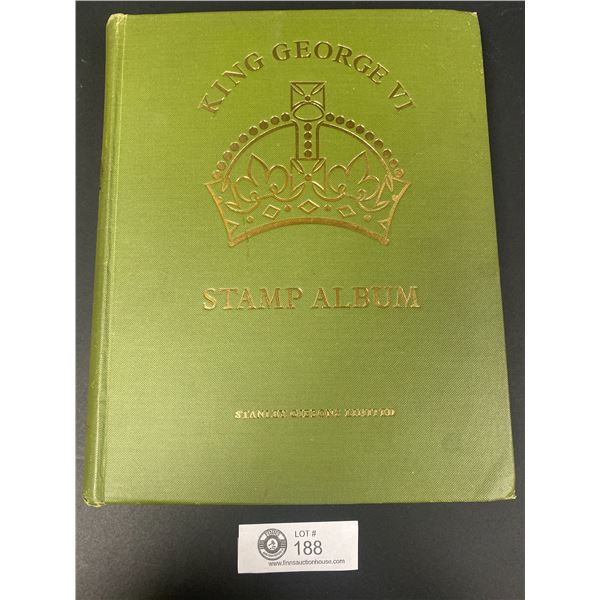 KING GEORGE VI
STAMP ALBUM
STANLEY GIBBONS LIMITED
LOT #
188
www.finnsauctionhouse.com